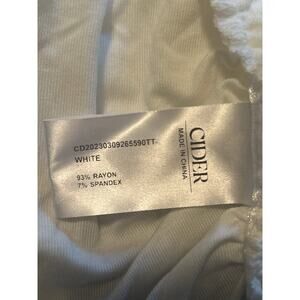 CD20230309265590TT-
WHITE
93% RAYON
7% SPANDEX
CIDER
MADE IN CHINA